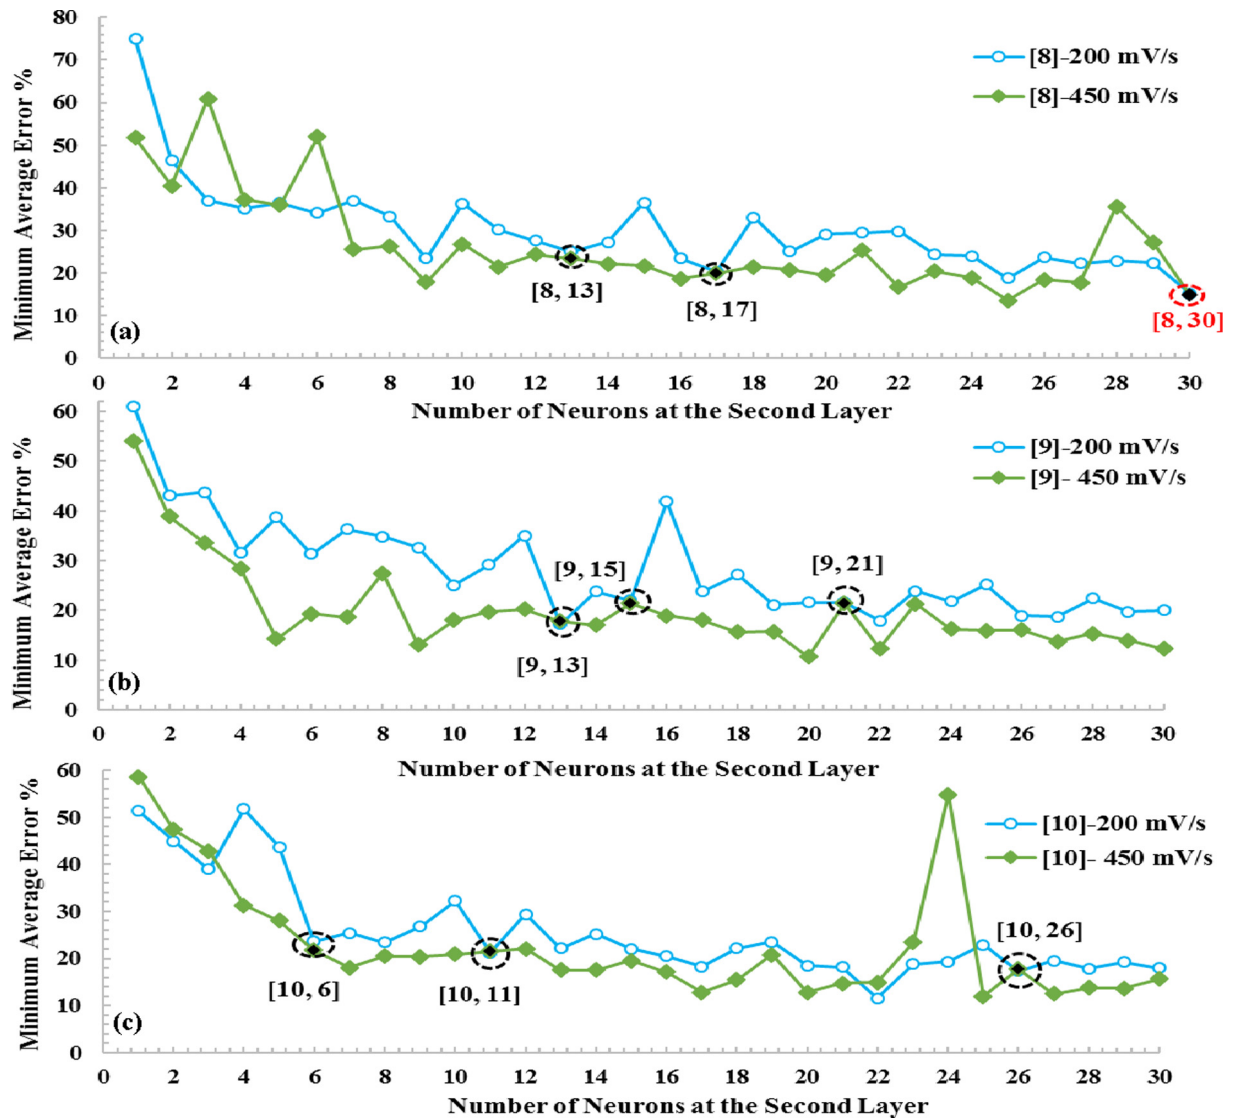 80
70
60
50
40
30
20
10
0
Minimum Average Error %
[8]-200 mV/s
[8]-450 mV/s
[8, 13]
[8, 17]
[8, 30]
(a)
0 2 4 6 8 10 12 14 16 18 20 22 24 26 28 30
Number of Neurons at the Second Layer
60
50
40
30
20
10
0
Minimum Average Error %
[9]-200 mV/s
[9]- 450 mV/s
[9, 15]
[9, 21]
[9, 13]
(b)
0 2 4 6 8 10 12 14 16 18 20 22 24 26 28 30
Number of Neurons at the Second Layer
60
50
40
30
20
10
0
Minimum Average Error %
[10]-200 mV/s
[10]- 450 mV/s
[10, 26]
[10, 6]
[10, 11]
(c)
0 2 4 6 8 10 12 14 16 18 20 22 24 26 28 30
Number of Neurons at the Second Layer